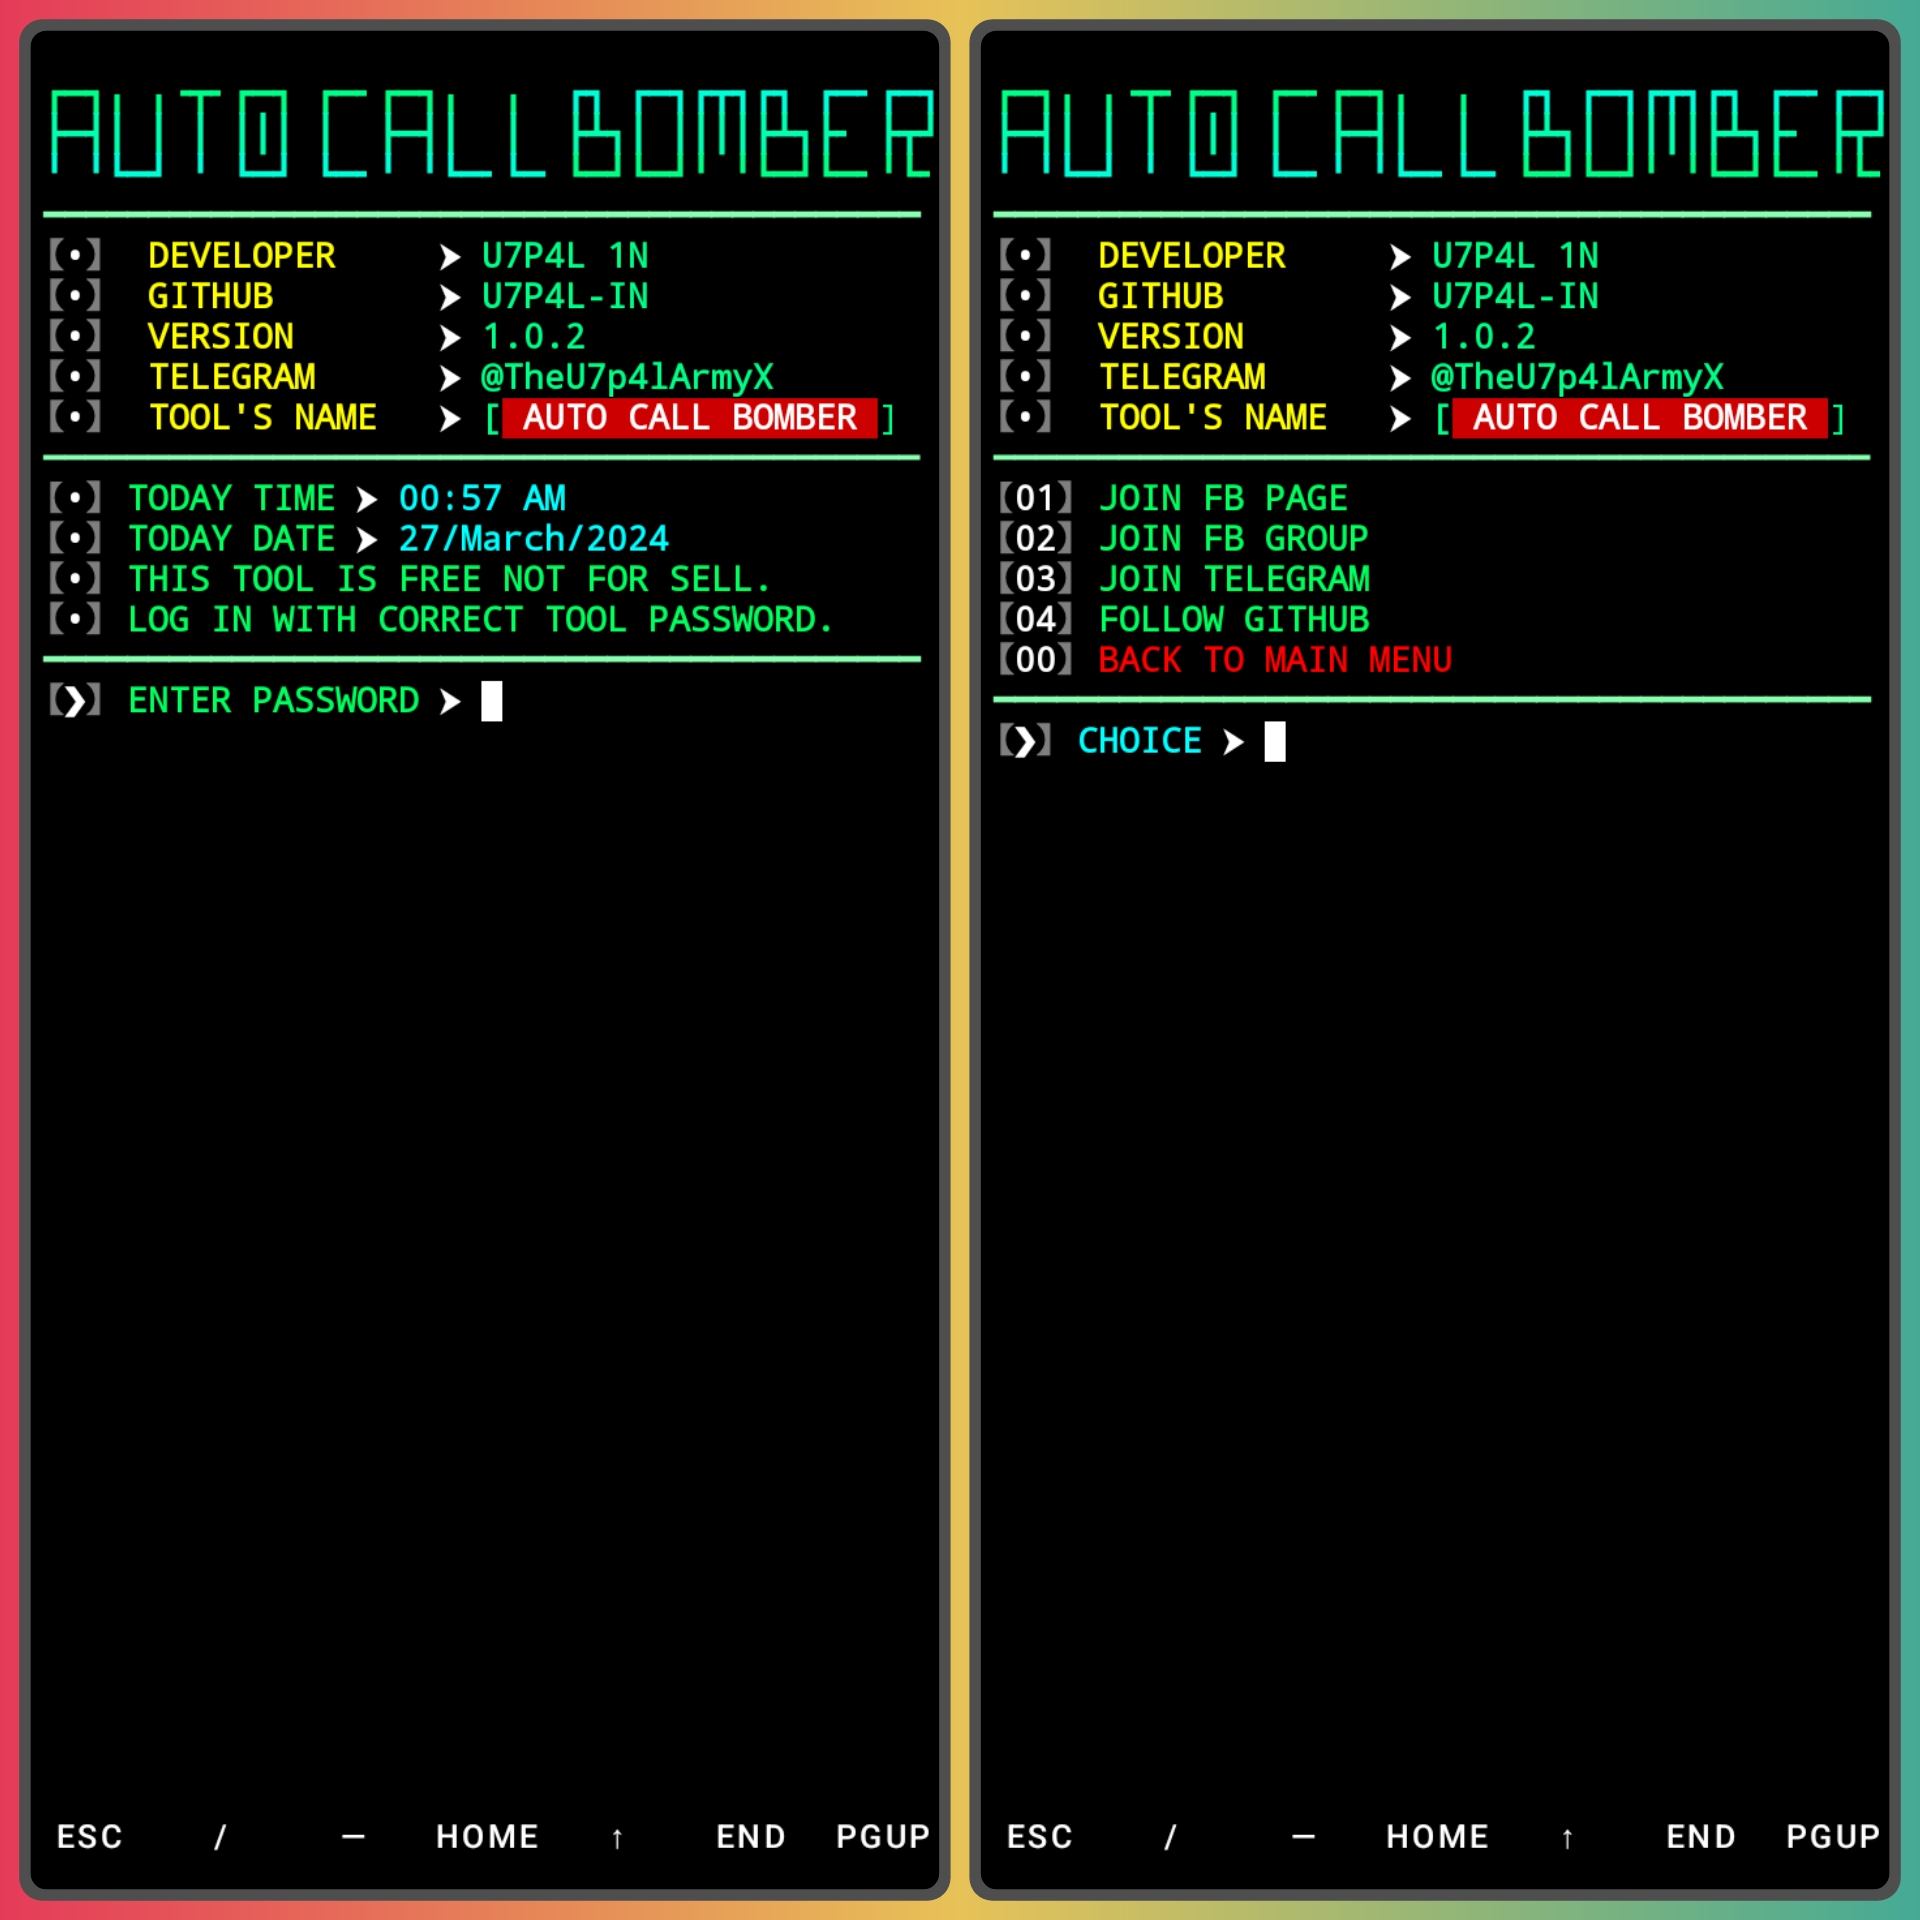 AUTO CALL BOMBER
[•] DEVELOPER ➤ U7P4L 1N
[•] GITHUB ➤ U7P4L-IN
[•] VERSION ➤ 1.0.2
[•] TELEGRAM ➤ @TheU7p4lArmyX
[•] TOOL'S NAME ➤ [ AUTO CALL BOMBER ]
[•] TODAY TIME ➤ 00:57 AM
[•] TODAY DATE ➤ 27/March/2024
[•] THIS TOOL IS FREE NOT FOR SELL.
[•] LOG IN WITH CORRECT TOOL PASSWORD.
[❯] ENTER PASSWORD ➤
ESC / — HOME ↑ END PGUP
AUTO CALL BOMBER
[•] DEVELOPER ➤ U7P4L 1N
[•] GITHUB ➤ U7P4L-IN
[•] VERSION ➤ 1.0.2
[•] TELEGRAM ➤ @TheU7p4lArmyX
[•] TOOL'S NAME ➤ [ AUTO CALL BOMBER ]
[01] JOIN FB PAGE
[02] JOIN FB GROUP
[03] JOIN TELEGRAM
[04] FOLLOW GITHUB
[00] BACK TO MAIN MENU
[❯] CHOICE ➤
ESC / — HOME ↑ END PGUP